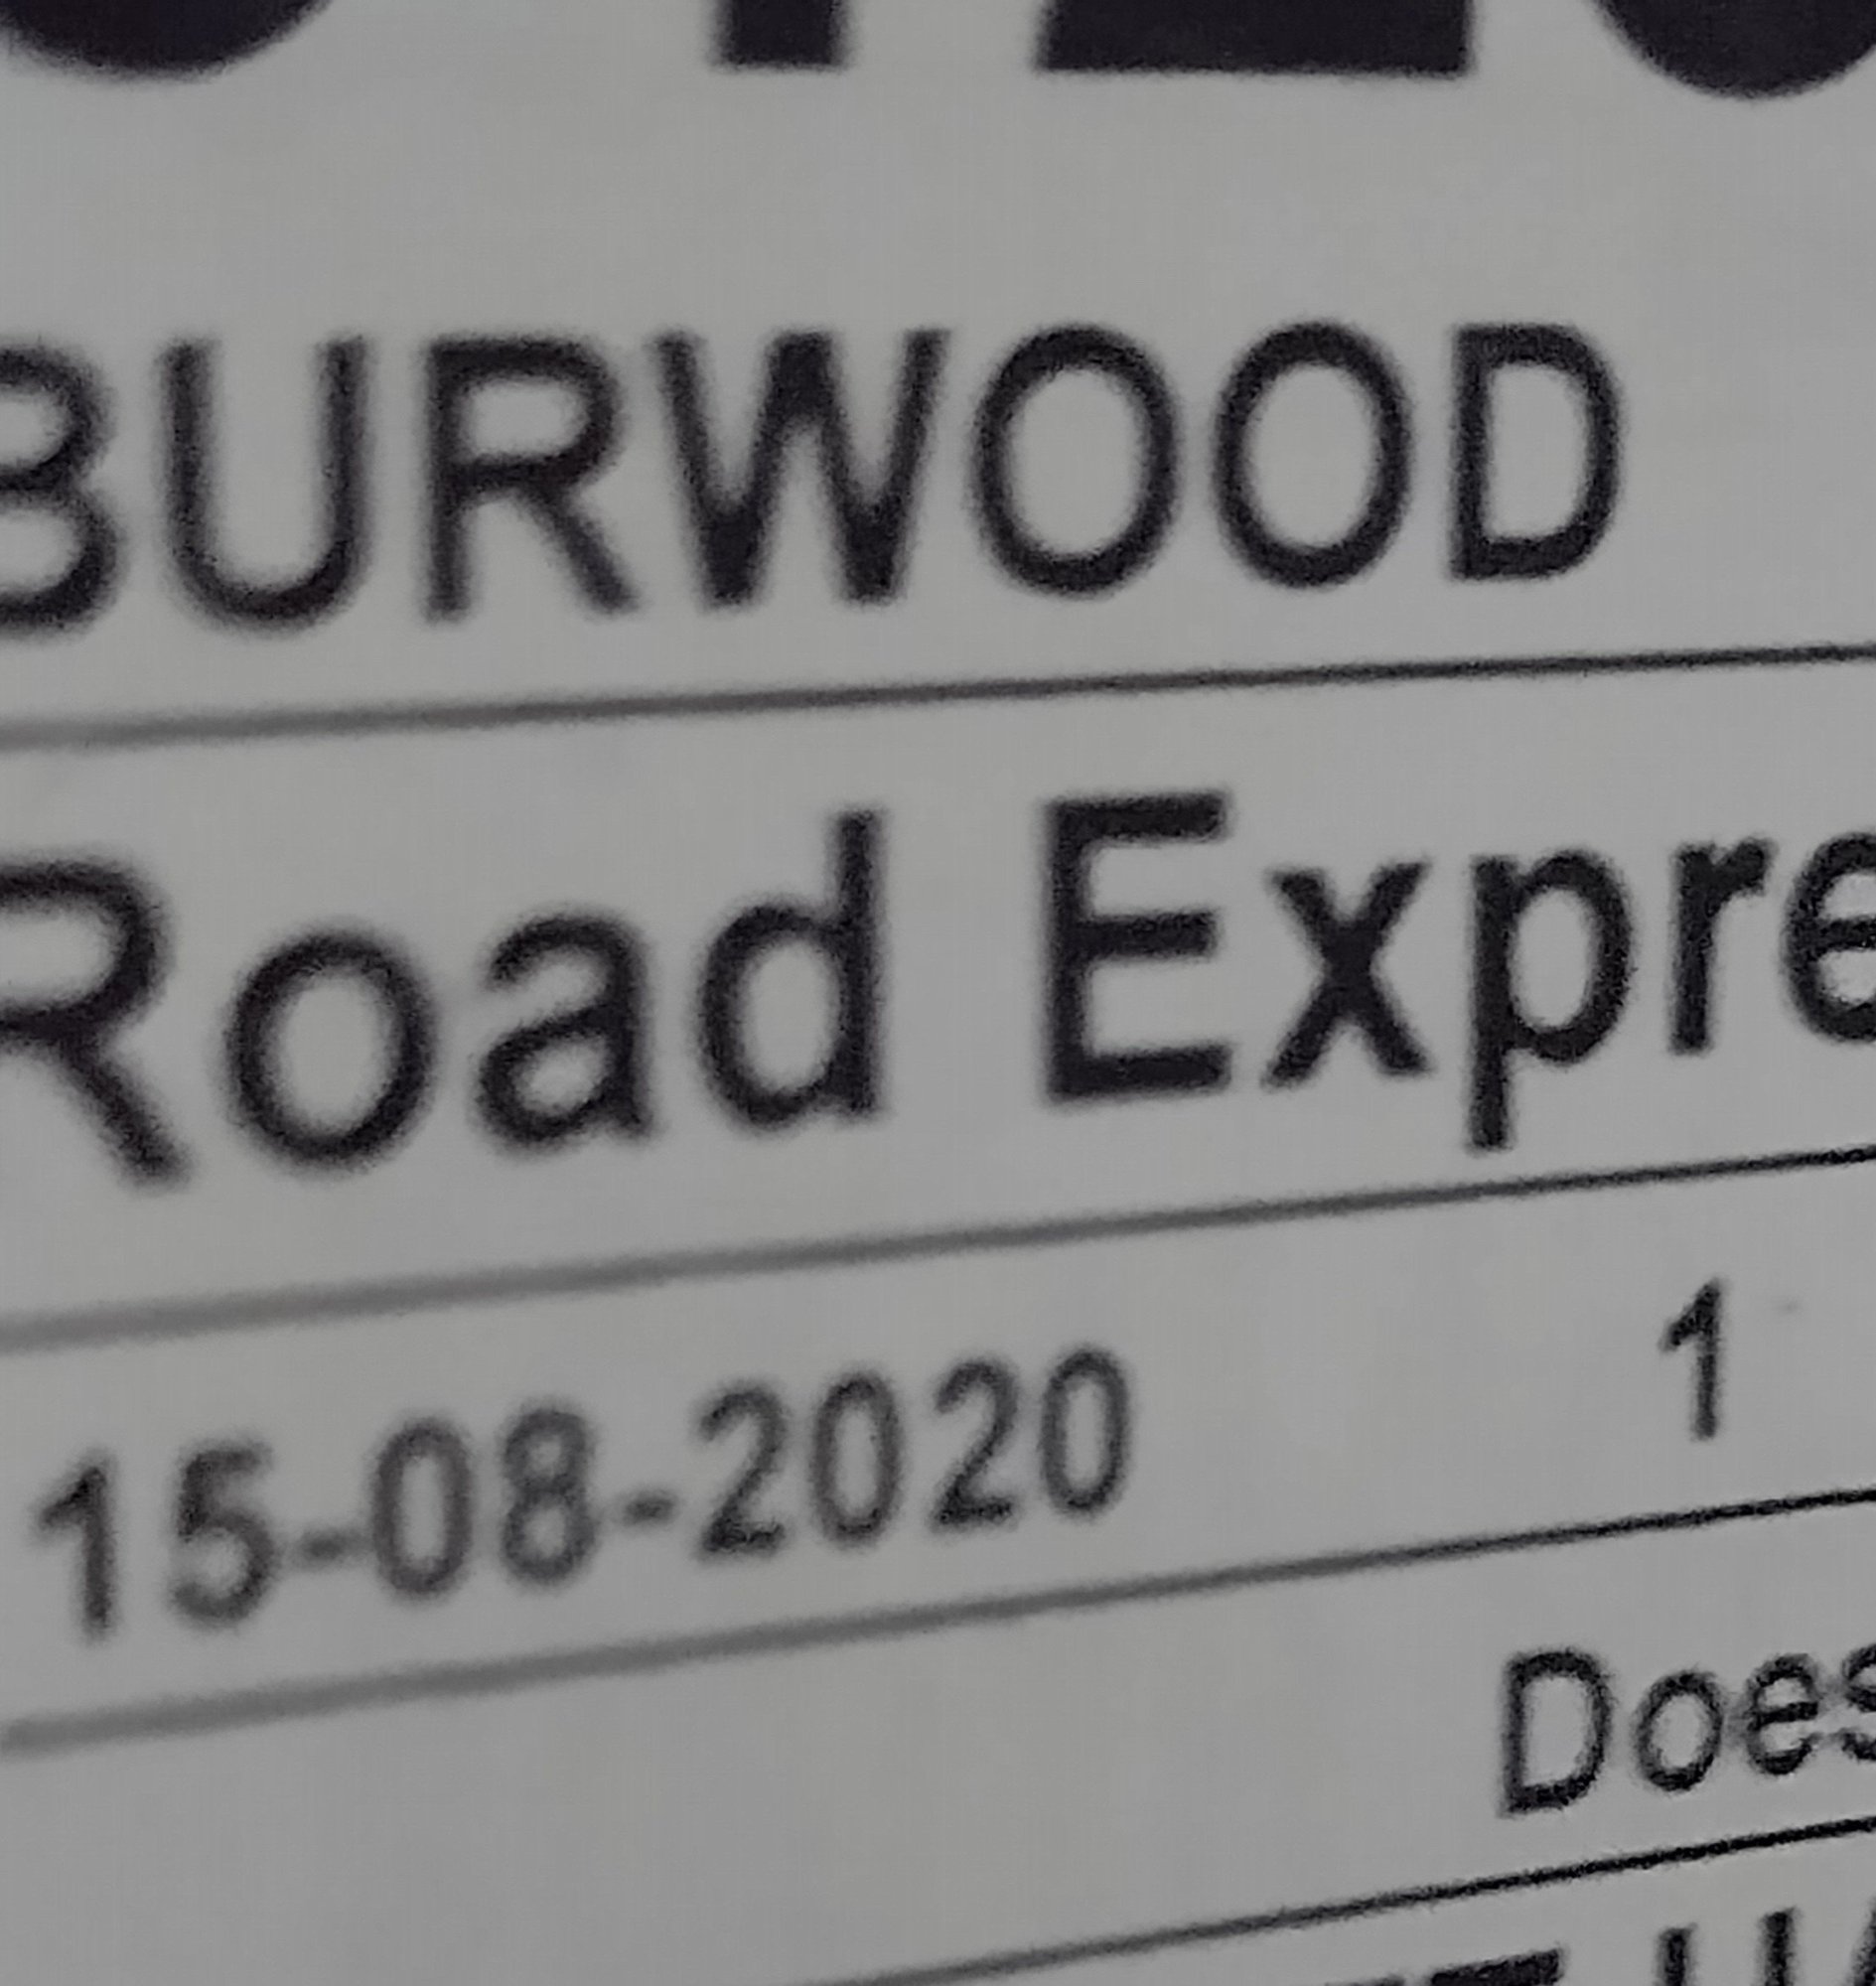 BURWOOD
Road Expre
15-08-2020 1
Does